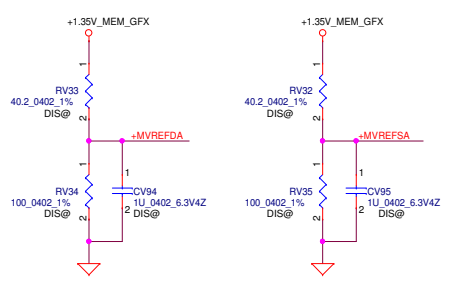 +1.35V_MEM_GFX
1
RV33
40.2_0402_1%
DIS@
2
+MVREFDA
1
RV34
100_0402_1%
DIS@
2
1
CV94
1U_0402_6.3V4Z
2
DIS@
+1.35V_MEM_GFX
1
RV32
40.2_0402_1%
DIS@
2
+MVREFSA
1
RV35
100_0402_1%
DIS@
2
1
CV95
1U_0402_6.3V4Z
2
DIS@